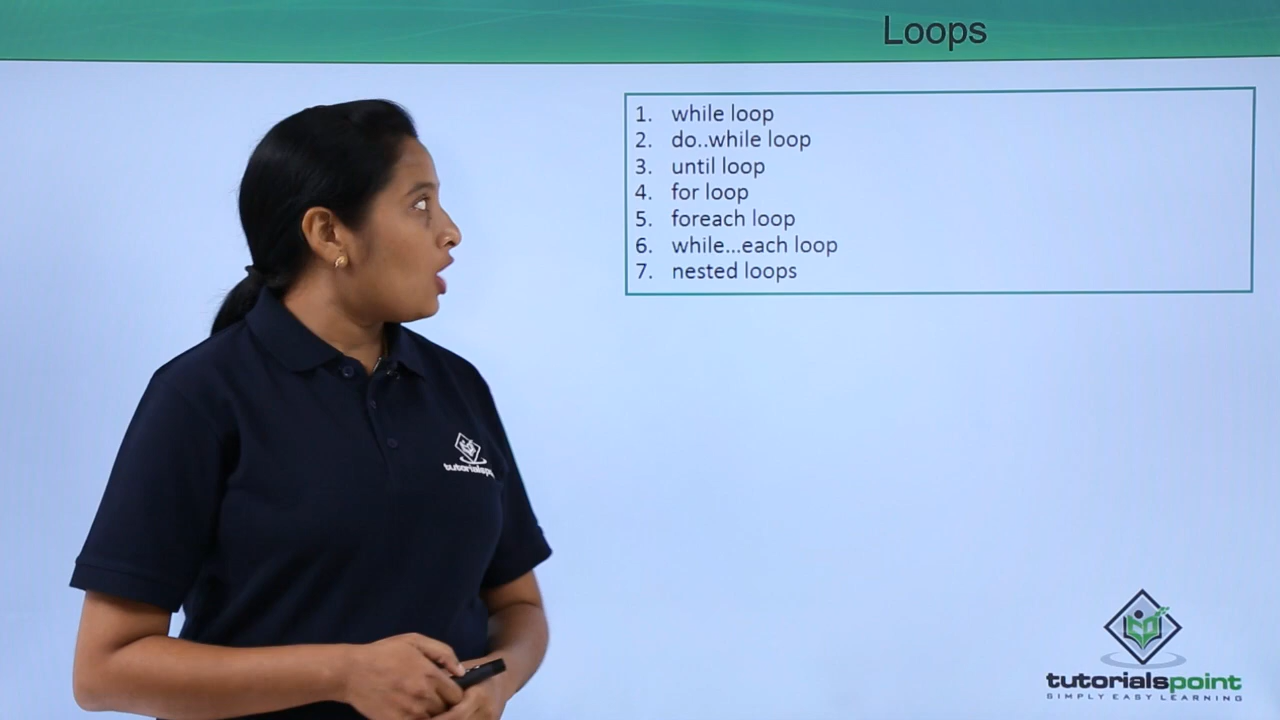 Loops
1. while loop
2. do..while loop
3. until loop
4. for loop
5. foreach loop
6. while...each loop
7. nested loops
tutorialsp
tutorialspoint
SIMPLY EASY LEARNING